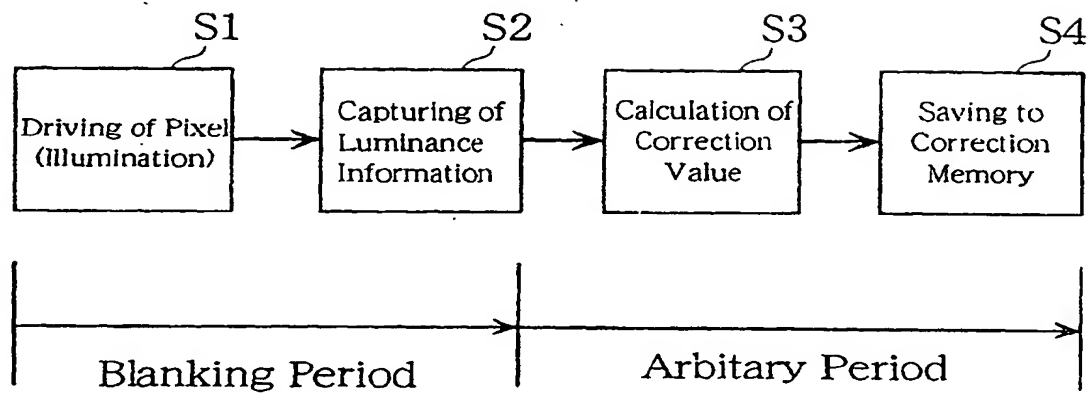 S1
S2
S3
S4
Driving of Pixel
(Illumination)
Capturing of
Luminance
Information
Calculation of
Correction
Value
Saving to
Correction
Memory
Blanking Period
Arbitary Period